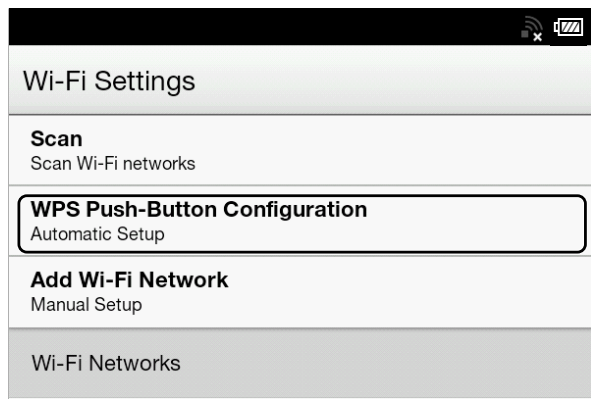 Wi-Fi Settings
Scan
Scan Wi-Fi networks
WPS Push-Button Configuration
Automatic Setup
Add Wi-Fi Network
Manual Setup
Wi-Fi Networks